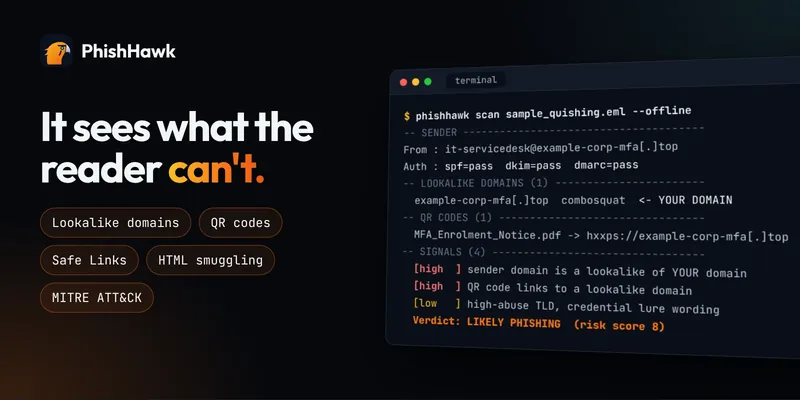 PhishHawk
It sees what the
reader can't.
Lookalike domains
QR codes
Safe Links
HTML smuggling
MITRE ATT&CK
terminal
$ phishhawk scan sample_quishing.eml --offline
-- SENDER -------------------------------------
From : it-servicedesk@example-corp-mfa[.]top
Auth : spf=pass  dkim=pass  dmarc=pass
-- LOOKALIKE DOMAINS (1) ----------------------
example-corp-mfa[.]top  combosquat  <- YOUR DOMAIN
-- QR CODES (1) -------------------------------
MFA_Enrolment_Notice.pdf -> hxxps://example-corp-mfa[.]top
-- SIGNALS (4) --------------------------------
[high  ] sender domain is a lookalike of YOUR domain
[high  ] QR code links to a lookalike domain
[low   ] high-abuse TLD, credential lure wording
Verdict: LIKELY PHISHING  (risk score 8)